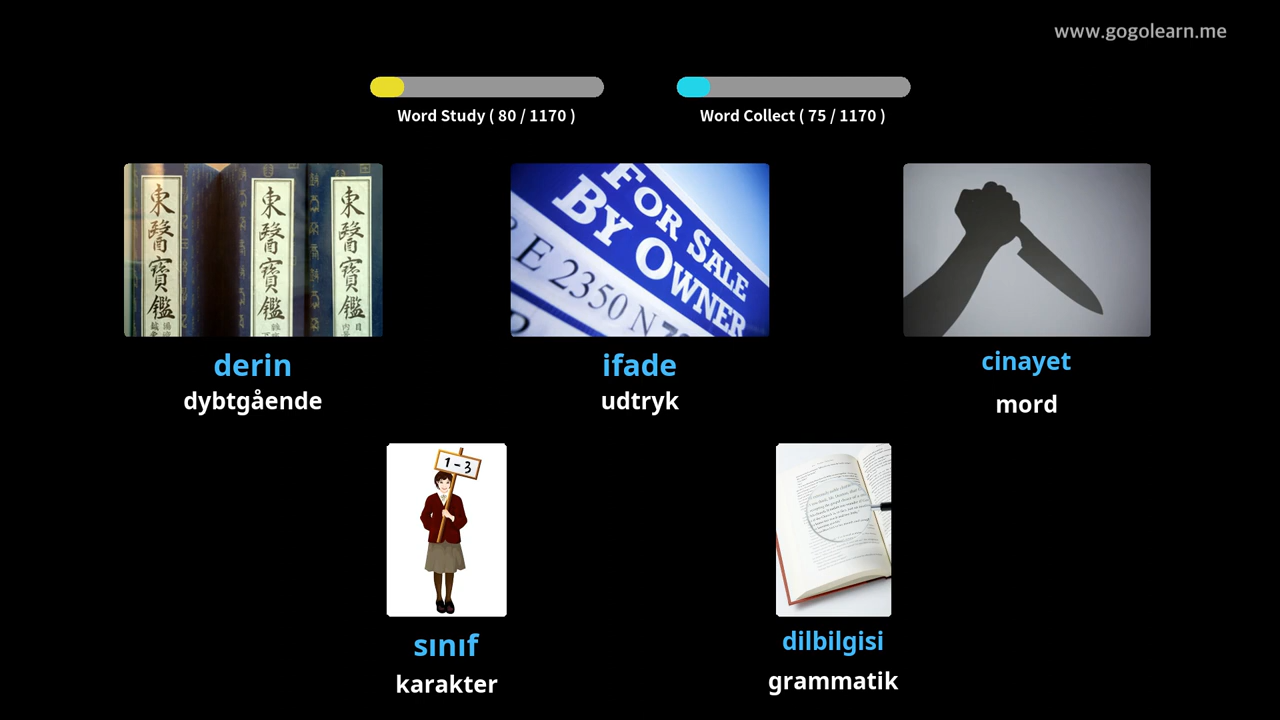 www.gogolearn.me
Word Study ( 80 / 1170 )
Word Collect ( 75 / 1170 )
東醫寶鑑
東醫寶鑑
東醫寶鑑
FOR SALE
BY OWNER
E 2350 N
derin
dybtgående
ifade
udtryk
cinayet
mord
1 - 3
sınıf
karakter
dilbilgisi
grammatik